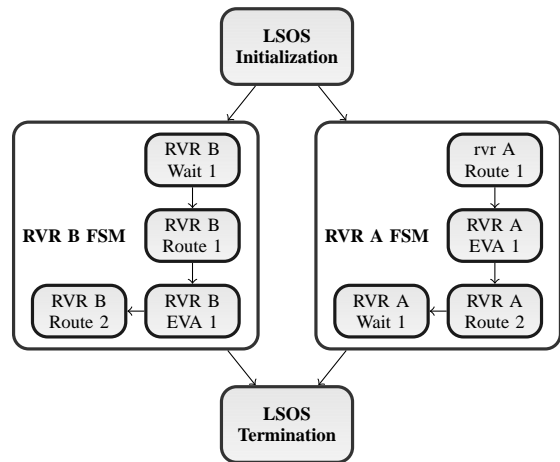 LSOS
Initialization
RVR B
Wait 1
RVR B FSM
RVR B
Route 1
RVR B
Route 2
RVR B
EVA 1
rvr A
Route 1
RVR A FSM
RVR A
EVA 1
RVR A
Wait 1
RVR A
Route 2
LSOS
Termination